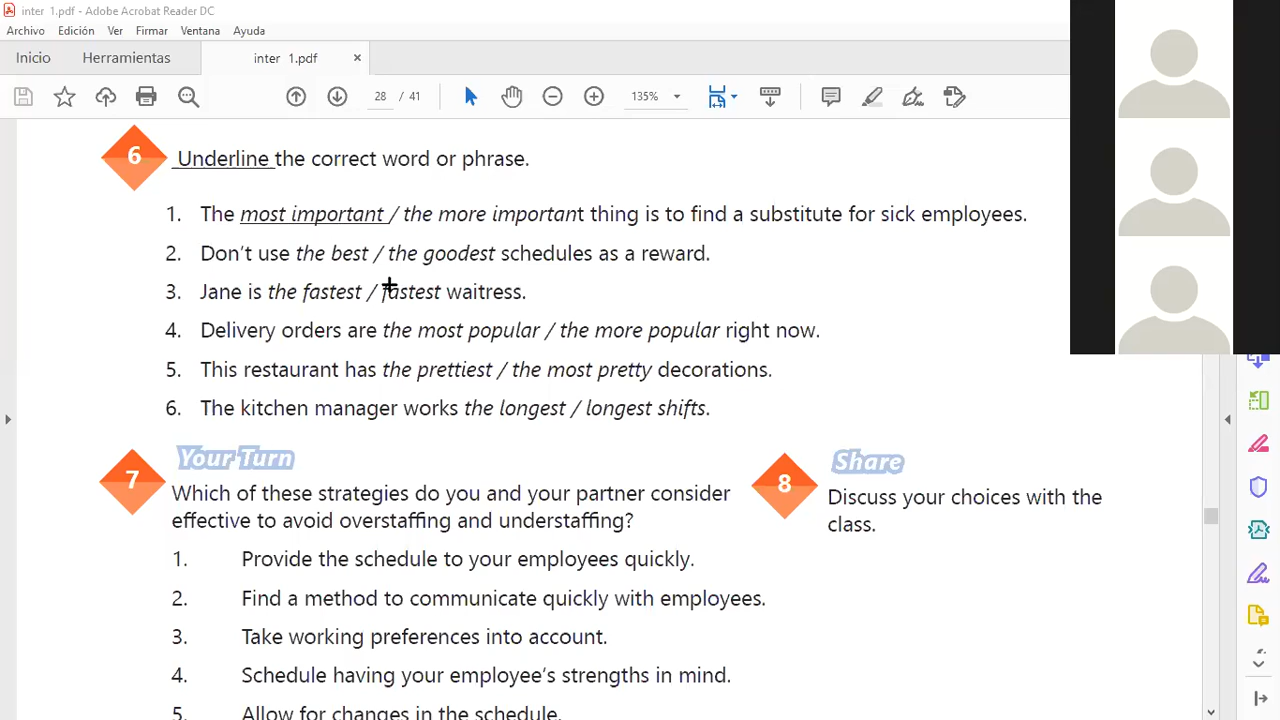 inter 1.pdf - Adobe Acrobat Reader DC
Archivo Edición Ver Firmar Ventana Ayuda
Inicio Herramientas inter 1.pdf ×
28 / 41 135%
6 Underline the correct word or phrase.
1. The most important / the more important thing is to find a substitute for sick employees.
2. Don't use the best / the goodest schedules as a reward.
3. Jane is the fastest / fastest waitress.
4. Delivery orders are the most popular / the more popular right now.
5. This restaurant has the prettiest / the most pretty decorations.
6. The kitchen manager works the longest / longest shifts.
7 Your Turn
Which of these strategies do you and your partner consider
effective to avoid overstaffing and understaffing?
1. Provide the schedule to your employees quickly.
2. Find a method to communicate quickly with employees.
3. Take working preferences into account.
4. Schedule having your employee's strengths in mind.
5. Allow for changes in the schedule.
8 Share
Discuss your choices with the
class.